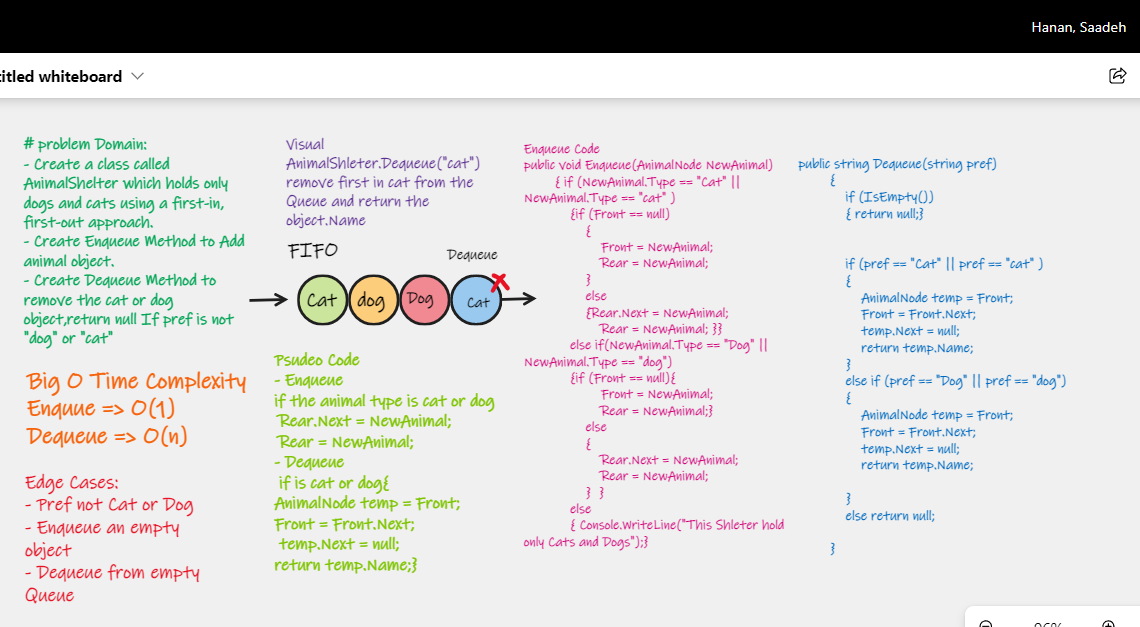 Hanan, Saadeh
titled whiteboard
# problem Domain:
- Create a class called
AnimalShelter which holds only
dogs and cats using a first-in,
first-out approach.
- Create Enqueue Method to Add
animal object.
- Create Dequeue Method to
remove the cat or dog
object,return null If pref is not
"dog" or "cat"
Big O Time Complexity
Enquue => O(1)
Dequeue => O(n)
Edge Cases:
- Pref not Cat or Dog
- Enqueue an empty
object
- Dequeue from empty
Queue
Visual
AnimalShleter.Dequeue("cat")
remove first in cat from the
Queue and return the
object.Name
FIFO
Dequeue
Cat
dog
Dog
Cat
Psudeo Code
- Enqueue
if the animal type is cat or dog
Rear.Next = NewAnimal;
Rear = NewAnimal;
- Dequeue
if is cat or dog{
AnimalNode temp = Front;
Front = Front.Next;
temp.Next = null;
return temp.Name;}
Enqueue Code
public void Enqueue(AnimalNode NewAnimal)
{ if (NewAnimal.Type == "Cat" ||
NewAnimal.Type == "cat" )
{if (Front == null)
{
Front = NewAnimal;
Rear = NewAnimal;
}
else
{Rear.Next = NewAnimal;
Rear = NewAnimal; }}
else if(NewAnimal.Type == "Dog" ||
NewAnimal.Type == "dog")
{if (Front == null){
Front = NewAnimal;
Rear = NewAnimal;}
else
{
Rear.Next = NewAnimal;
Rear = NewAnimal;
} }
else
{ Console.WriteLine("This Shleter hold
only Cats and Dogs");}
public string Dequeue(string pref)
{
if (IsEmpty())
{ return null;}
if (pref == "Cat" || pref == "cat" )
{
AnimalNode temp = Front;
Front = Front.Next;
temp.Next = null;
return temp.Name;
}
else if (pref == "Dog" || pref == "dog")
{
AnimalNode temp = Front;
Front = Front.Next;
temp.Next = null;
return temp.Name;
}
else return null;
}